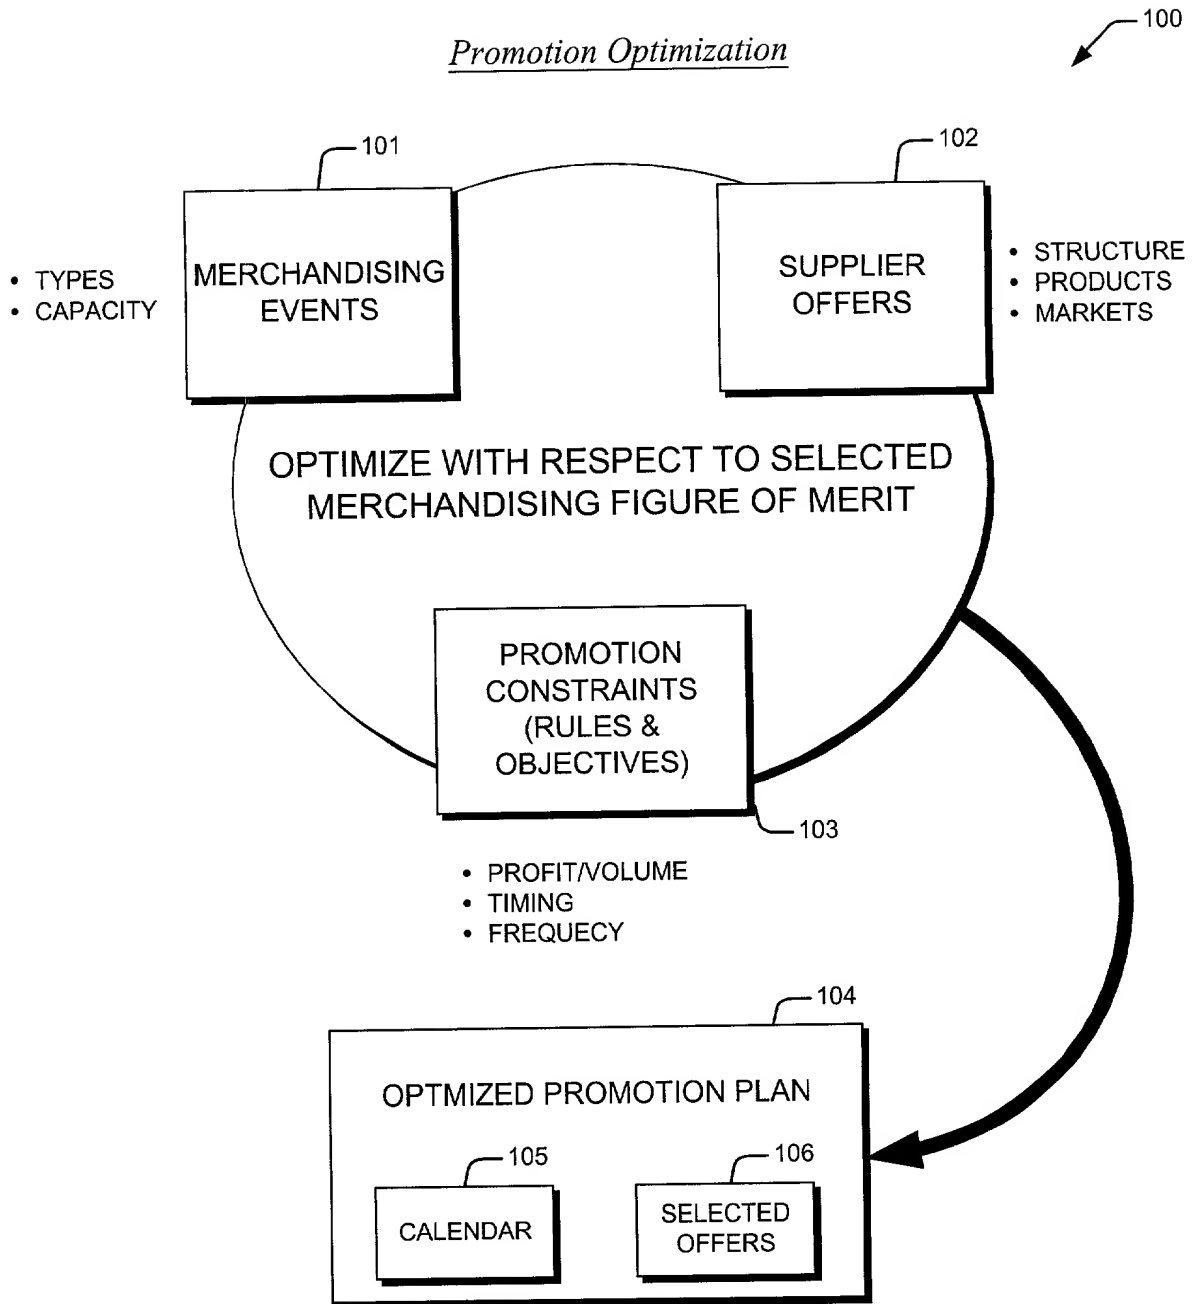 100
Promotion Optimization
101
102
MERCHANDISING
EVENTS
• TYPES
• CAPACITY
SUPPLIER
OFFERS
• STRUCTURE
• PRODUCTS
• MARKETS
OPTIMIZE WITH RESPECT TO SELECTED
MERCHANDISING FIGURE OF MERIT
PROMOTION
CONSTRAINTS
(RULES &
OBJECTIVES)
103
• PROFIT/VOLUME
• TIMING
• FREQUECY
104
OPTMIZED PROMOTION PLAN
105
CALENDAR
106
SELECTED
OFFERS